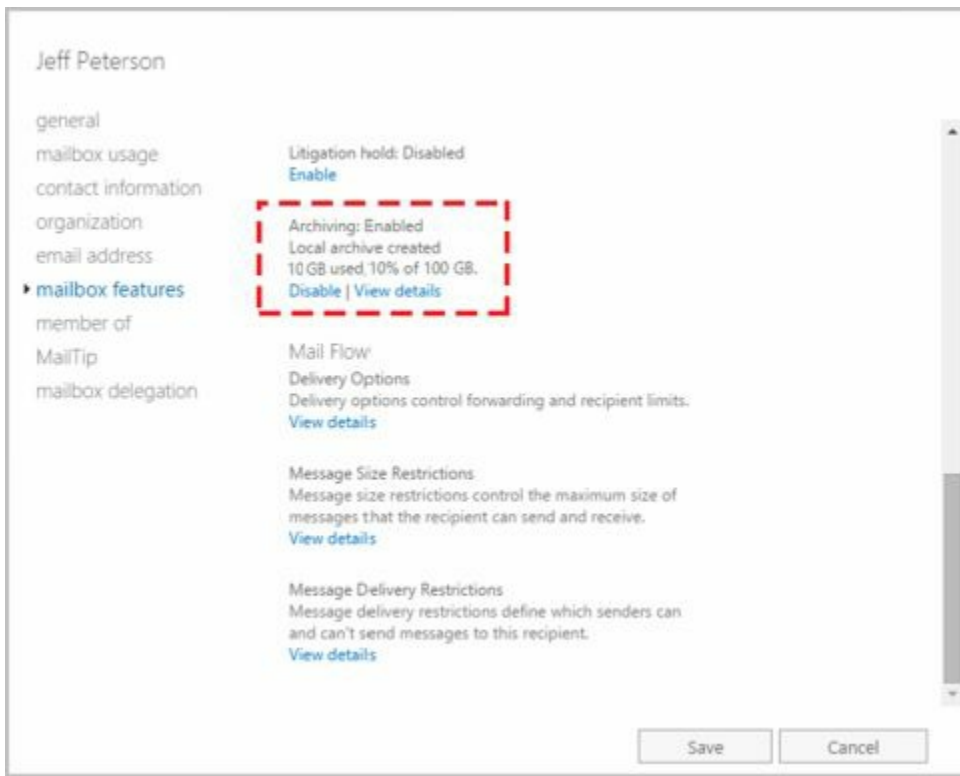 Jeff Peterson
general
mailbox usage
contact information
organization
email address
mailbox features
member of
MailTip
mailbox delegation
Litigation hold: Disabled
Enable
Archiving: Enabled
Local archive created
10 GB used, 10% of 100 GB.
Disable | View details
Mail Flow
Delivery Options
Delivery options control forwarding and recipient limits.
View details
Message Size Restrictions
Message size restrictions control the maximum size of
messages that the recipient can send and receive.
View details
Message Delivery Restrictions
Message delivery restrictions define which senders can
and can't send messages to this recipient.
View details
Save
Cancel